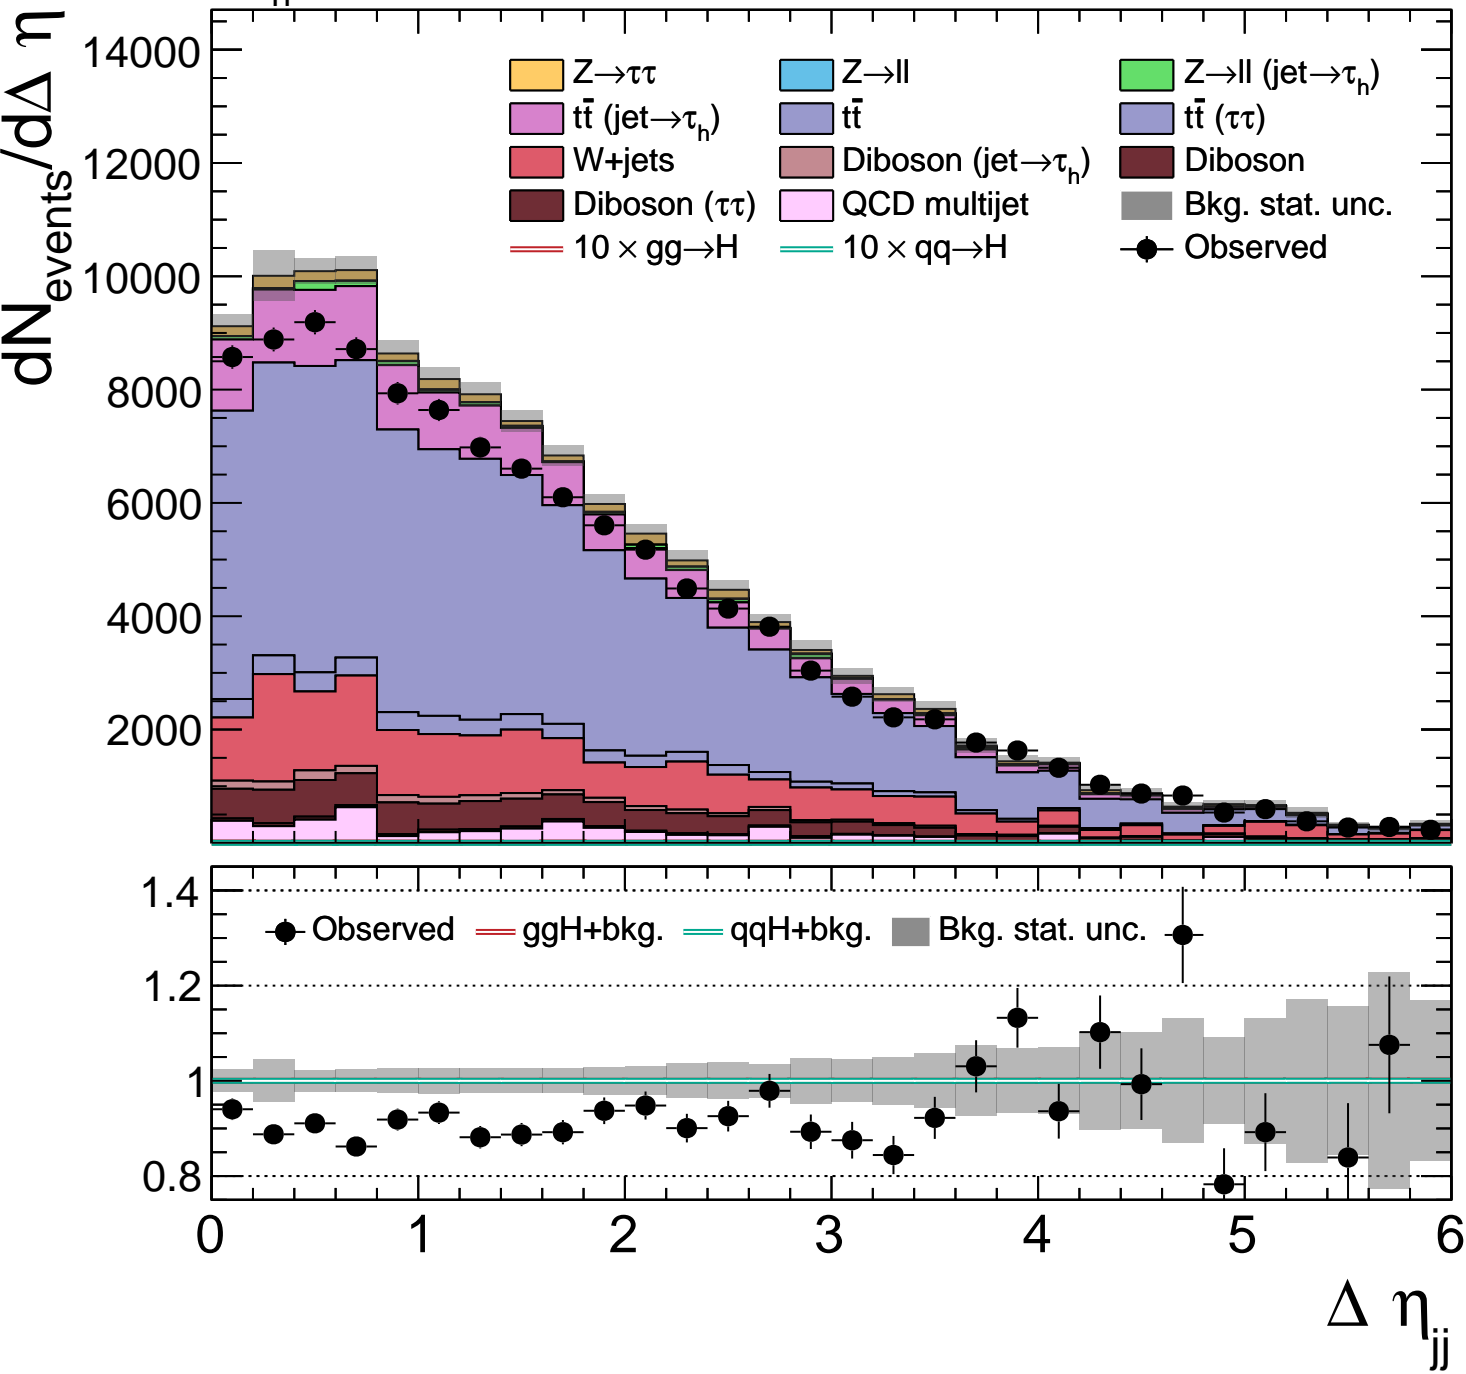 dN_events/dΔ η
14000
12000
10000
8000
6000
4000
2000
Z→ττ Z→ll Z→ll (jet→τ_h)
tt̄ (jet→τ_h) tt̄ tt̄ (ττ)
W+jets Diboson (jet→τ_h) Diboson
Diboson (ττ) QCD multijet Bkg. stat. unc.
10 × gg→H 10 × qq→H Observed
1.4
1.2
1
0.8
Observed ggH+bkg. qqH+bkg. Bkg. stat. unc.
0 1 2 3 4 5 6
Δ η_jj